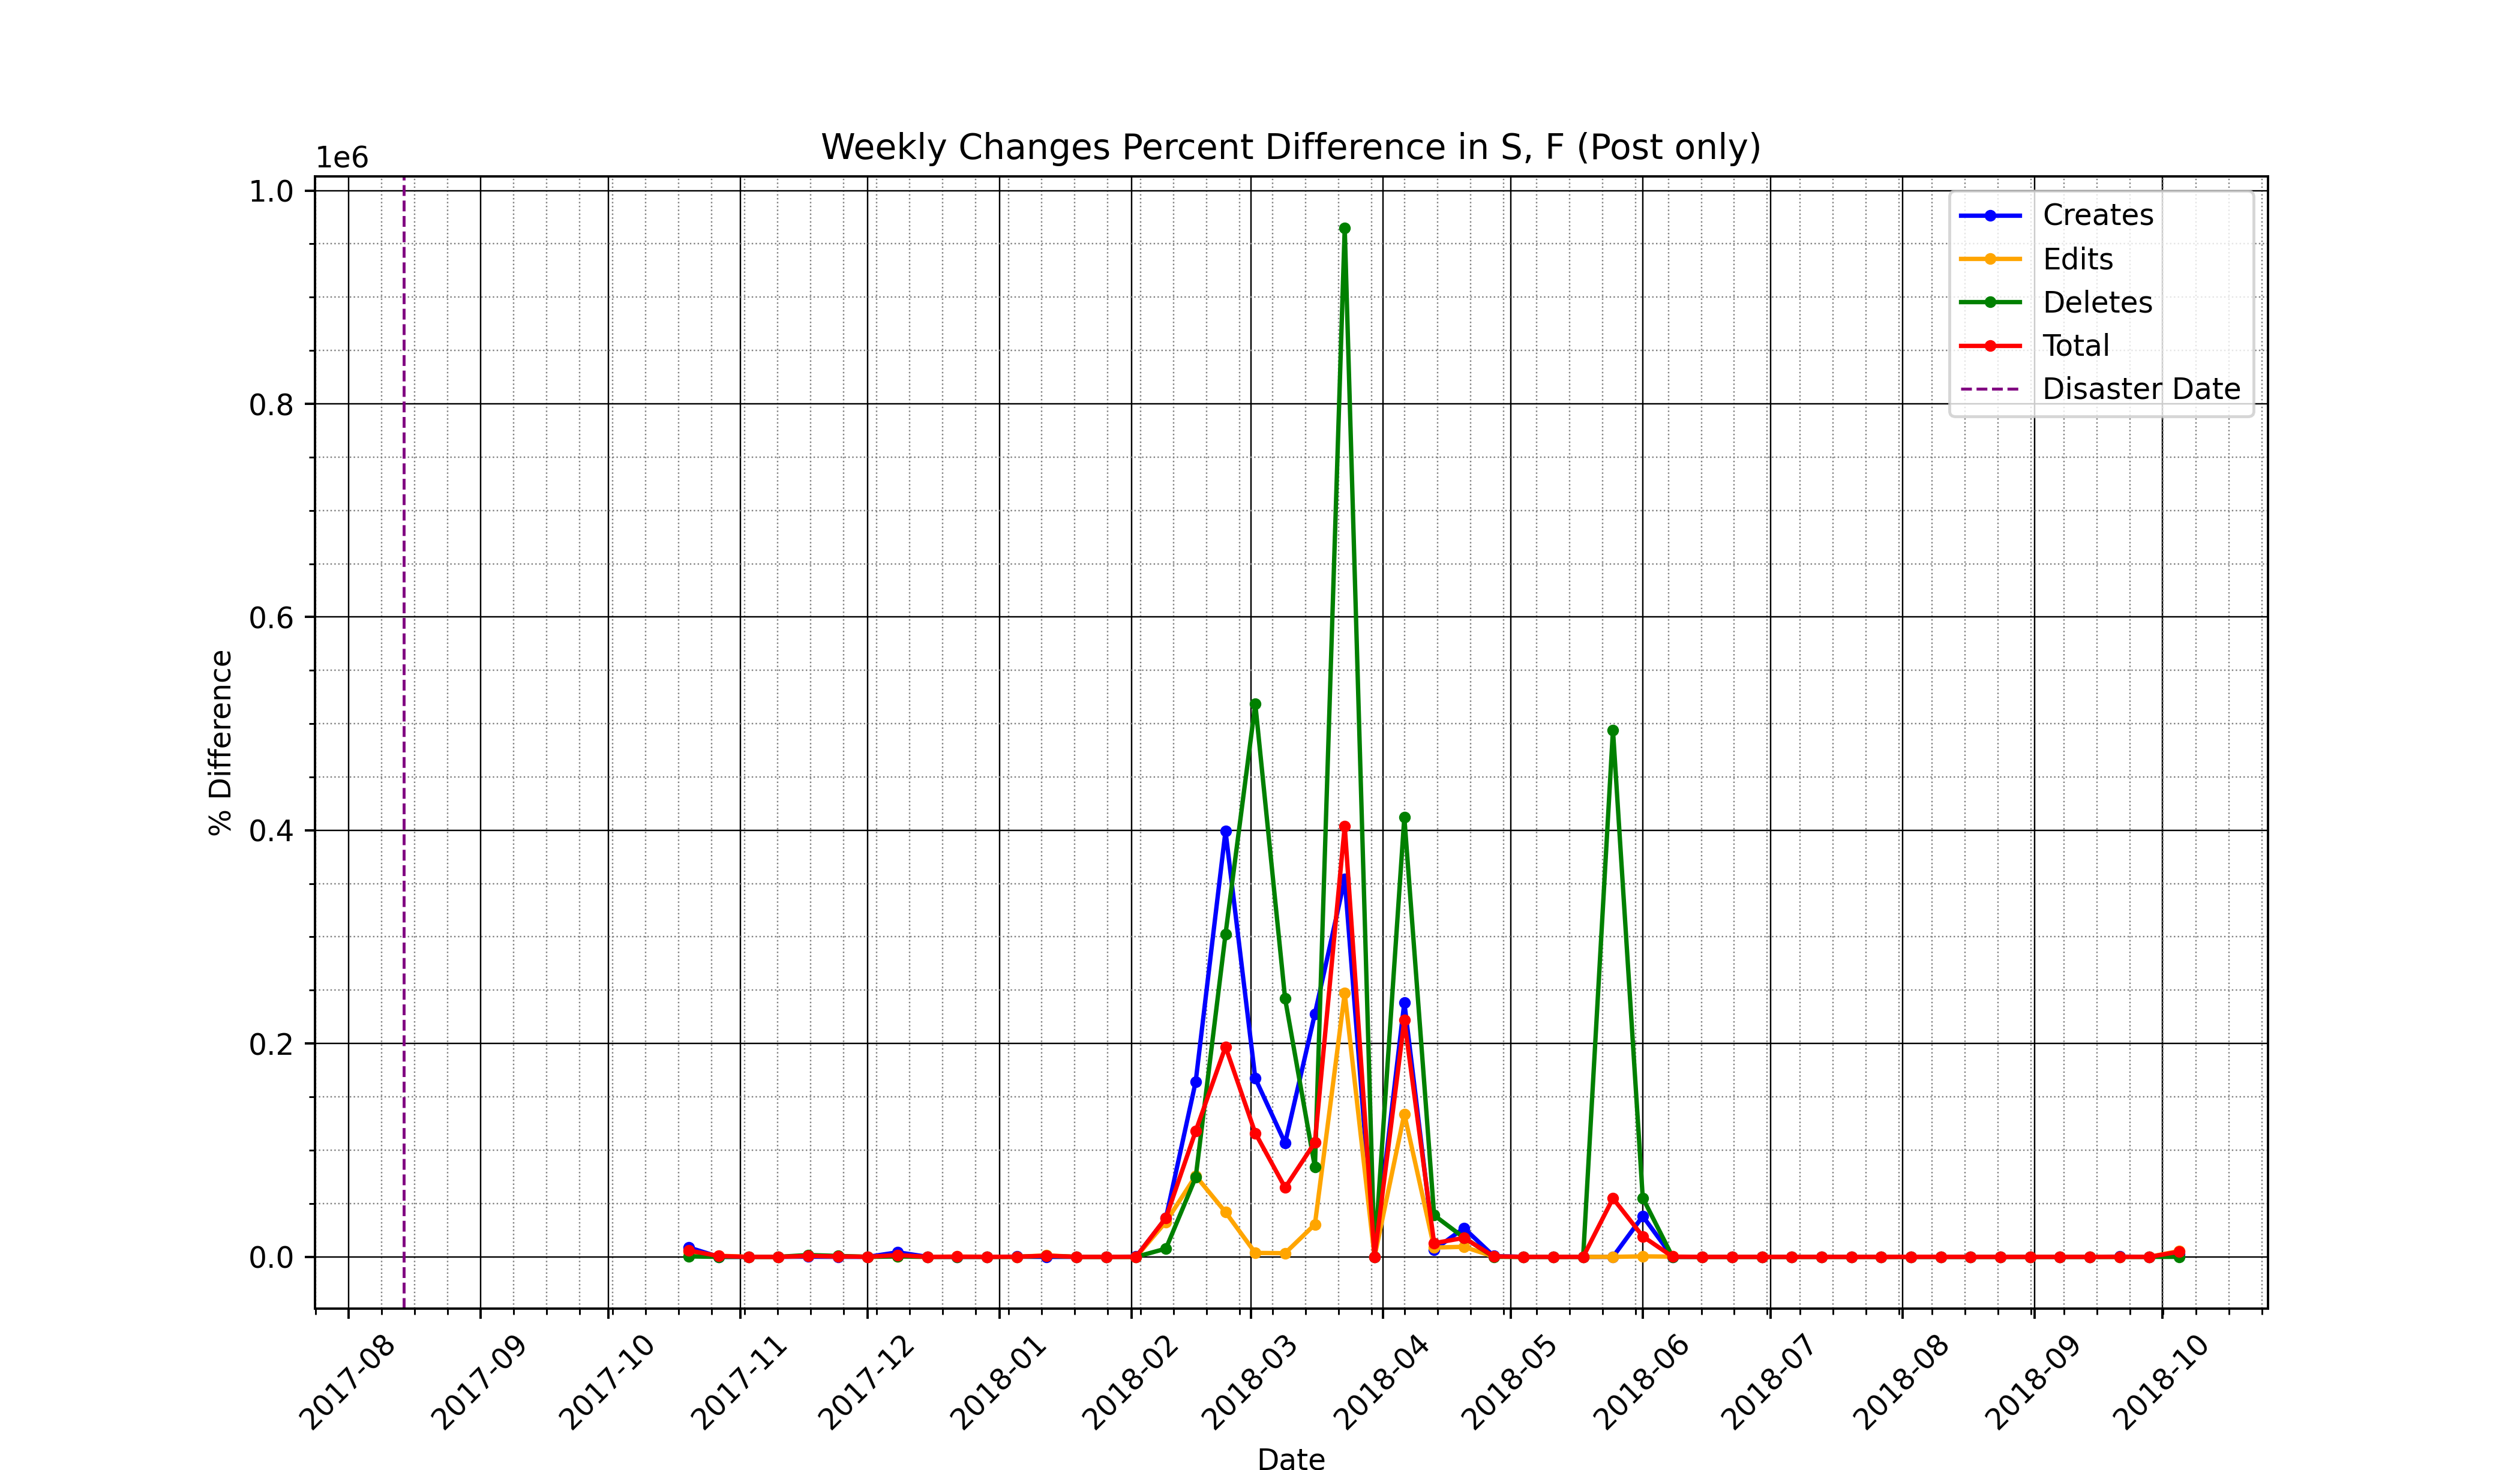 Weekly Changes Percent Difference in S, F (Post only)
1e6
1.0
0.8
0.6
0.4
0.2
0.0
% Difference
Creates
Edits
Deletes
Total
Disaster Date
2017-08
2017-09
2017-10
2017-11
2017-12
2018-01
2018-02
2018-03
2018-04
2018-05
2018-06
2018-07
2018-08
2018-09
2018-10
Date